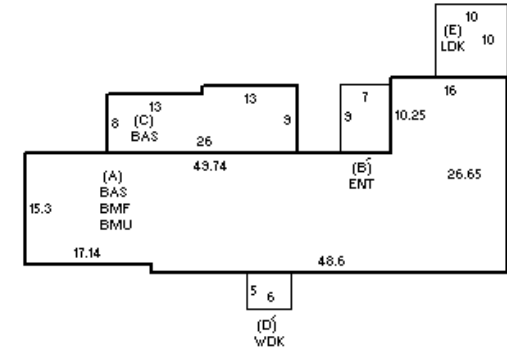 10
(E)
LDK
10
13
13
7
16
8
(C)
BAS
9
9
10.25
26
49.74
(B)
ENT
(A)
BAS
BMF
BMU
26.65
15.3
17.14
48.6
5
6
(D)
WDK